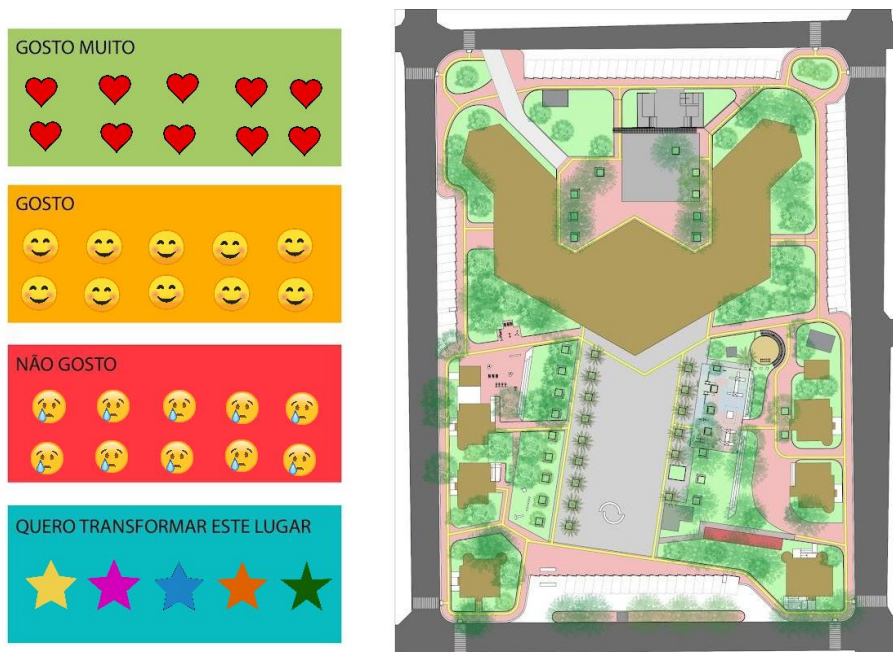 GOSTO MUITO
GOSTO
NÃO GOSTO
QUERO TRANSFORMAR ESTE LUGAR